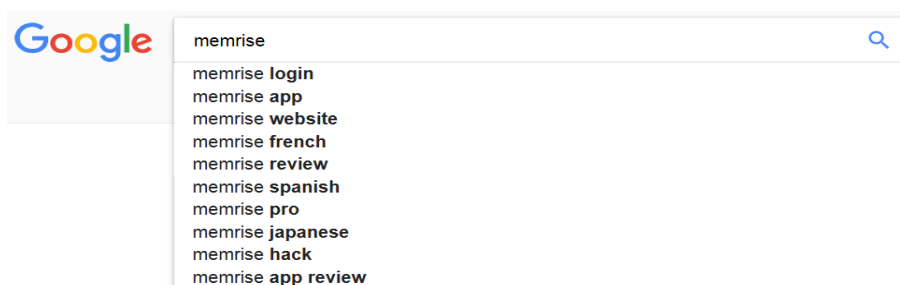 Google
memrise
memrise login
memrise app
memrise website
memrise french
memrise review
memrise spanish
memrise pro
memrise japanese
memrise hack
memrise app review